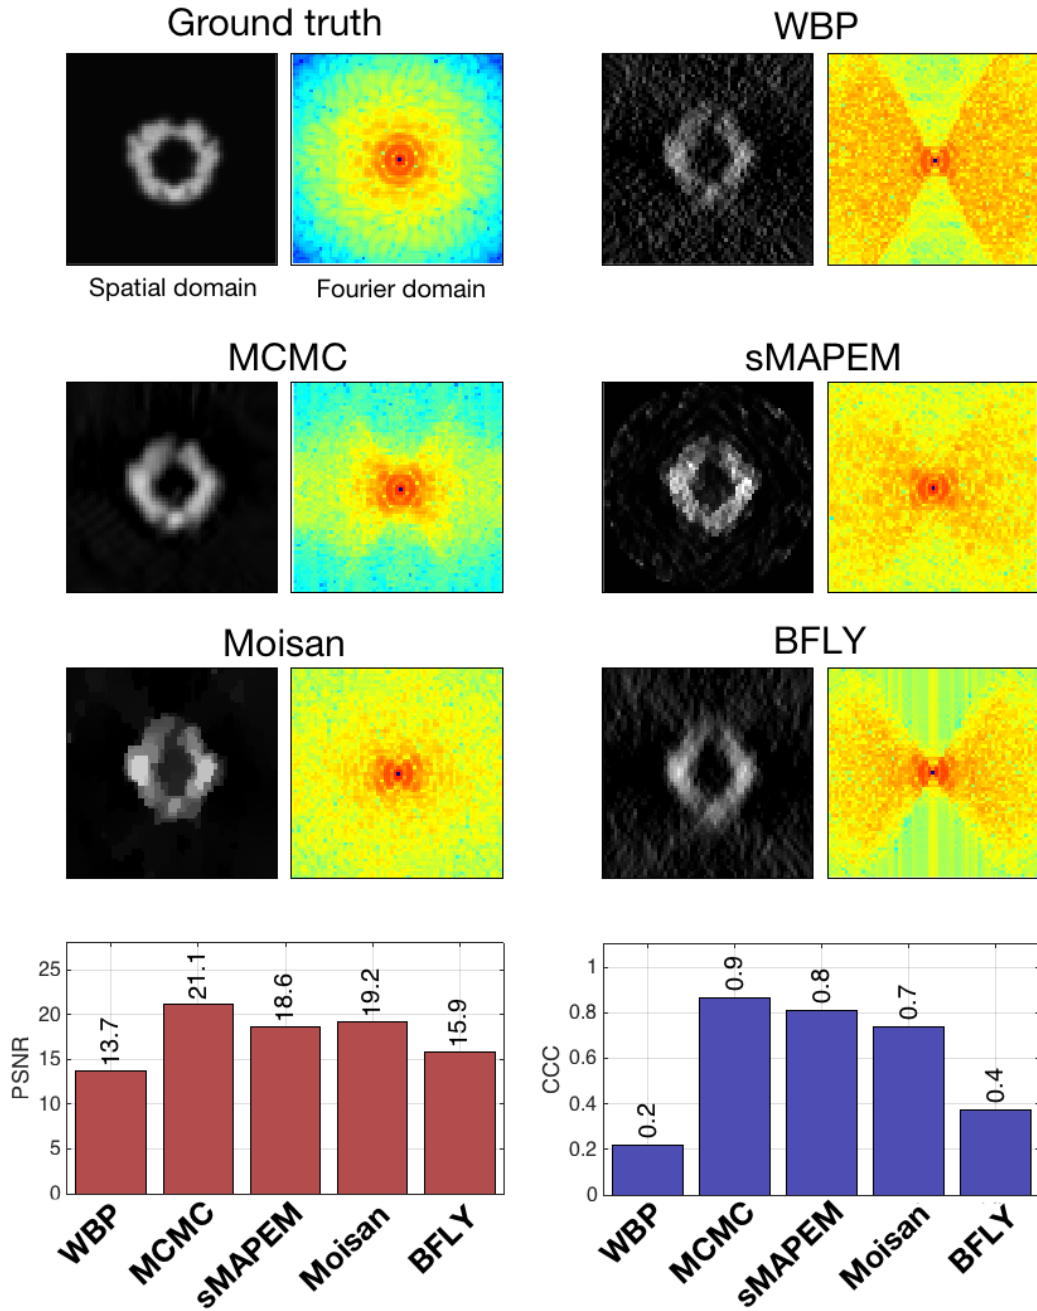 Ground truth
WBP
Spatial domain
Fourier domain
MCMC
sMAPEM
Moisan
BFLY
PSNR
25
20
15
10
5
0
13.7
21.1
18.6
19.2
15.9
WBP
MCMC
sMAPEM
Moisan
BFLY
CCC
1
0.8
0.6
0.4
0.2
0
0.2
0.9
0.8
0.7
0.4
WBP
MCMC
sMAPEM
Moisan
BFLY